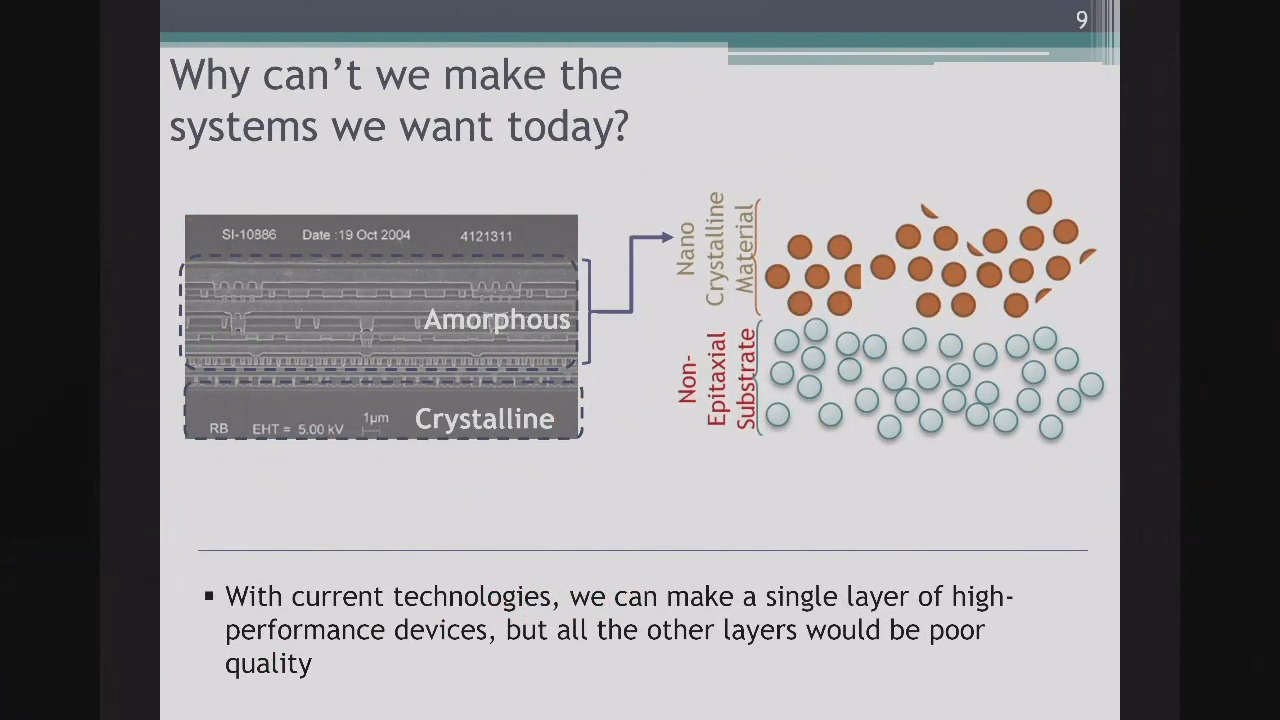 9
Why can’t we make the
systems we want today?
SI-10886 Date :19 Oct 2004 4121311
Amorphous
Crystalline
RB EHT = 5.00 kV 1µm
Nano
Crystalline
Material
Non-
Epitaxial
Substrate
▪ With current technologies, we can make a single layer of high-
performance devices, but all the other layers would be poor
quality